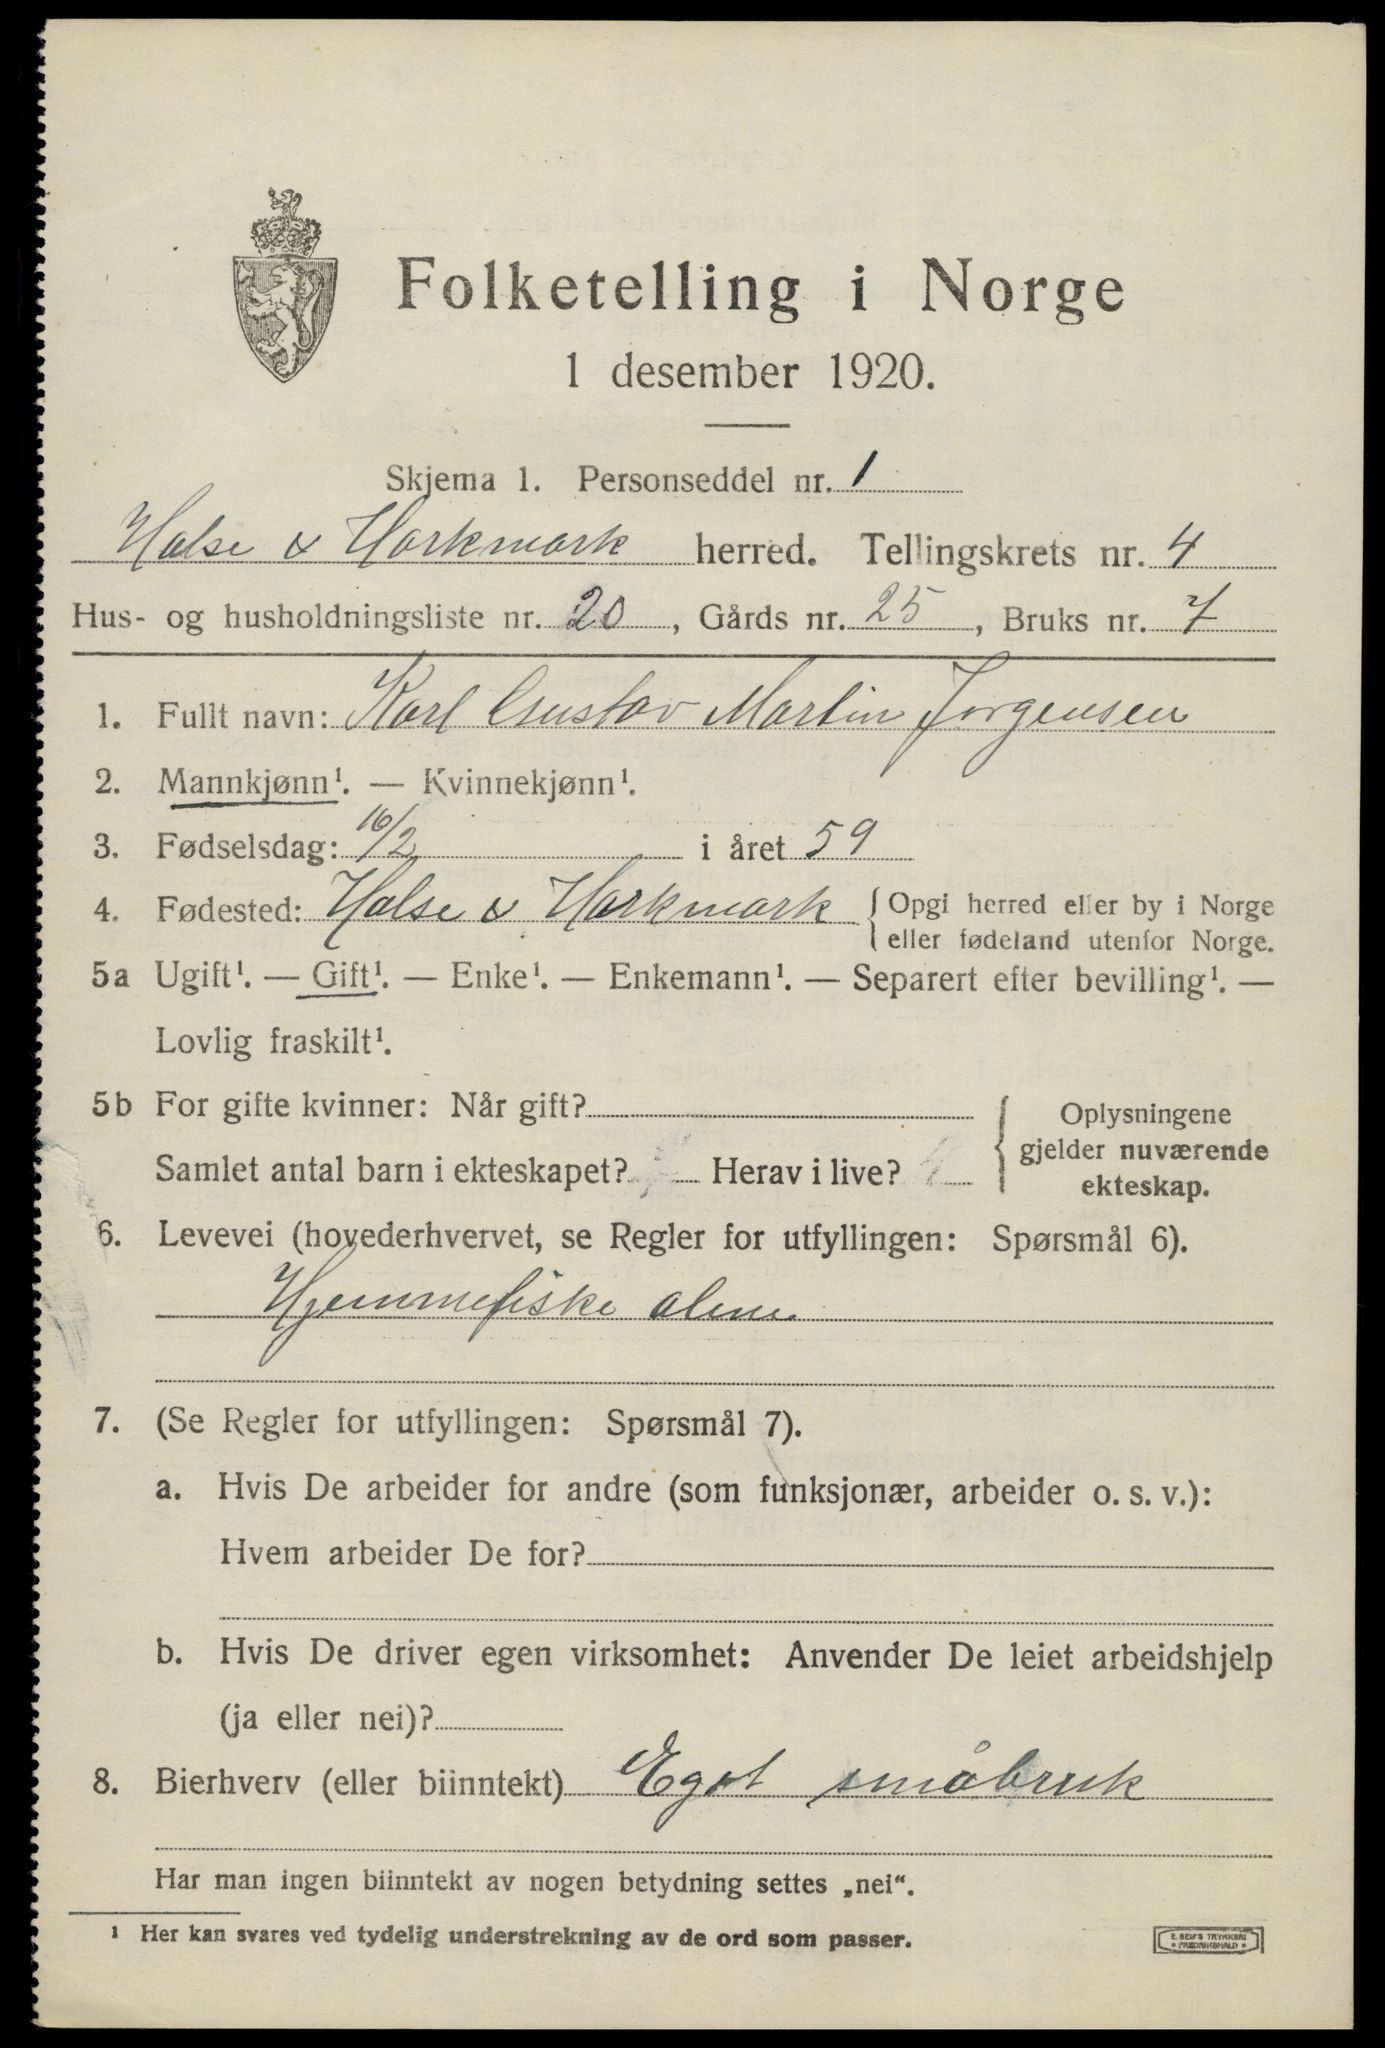 Folketelling i Norge
1 desember 1920.
Skjema 1. Personseddel nr. 1
Halse & Harkmark herred. Tellingskrets nr. 4
Hus- og husholdningsliste nr. 20, Gårds nr. 25, Bruks nr. 7
1. Fullt navn: Karl Gustav Martin Jørgensen
2. Mannkjønn¹. — Kvinnekjønn¹.
3. Fødselsdag: 16/2 i året 59
4. Fødested: Halse & Harkmark { Opgi herred eller by i Norge
eller fødeland utenfor Norge.
5a Ugift¹. — Gift¹. — Enke¹. — Enkemann¹. — Separert efter bevilling¹. —
Lovlig fraskilt¹.
5b For gifte kvinner: Når gift?
Samlet antal barn i ekteskapet? Herav i live?
{ Oplysningene
gjelder nuværende
ekteskap.
6. Levevei (hovederhvervet, se Regler for utfyllingen: Spørsmål 6).
Hjemmefiske alene
7. (Se Regler for utfyllingen: Spørsmål 7).
a. Hvis De arbeider for andre (som funksjonær, arbeider o. s. v.):
Hvem arbeider De for?
b. Hvis De driver egen virksomhet: Anvender De leiet arbeidshjelp
(ja eller nei)?
8. Bierhverv (eller biinntekt) Eget småbruk
Har man ingen biinntekt av nogen betydning settes „nei“.
¹ Her kan svares ved tydelig understrekning av de ord som passer.
E. SEM'S TRYKKERI
• FREDRIKSHALD •